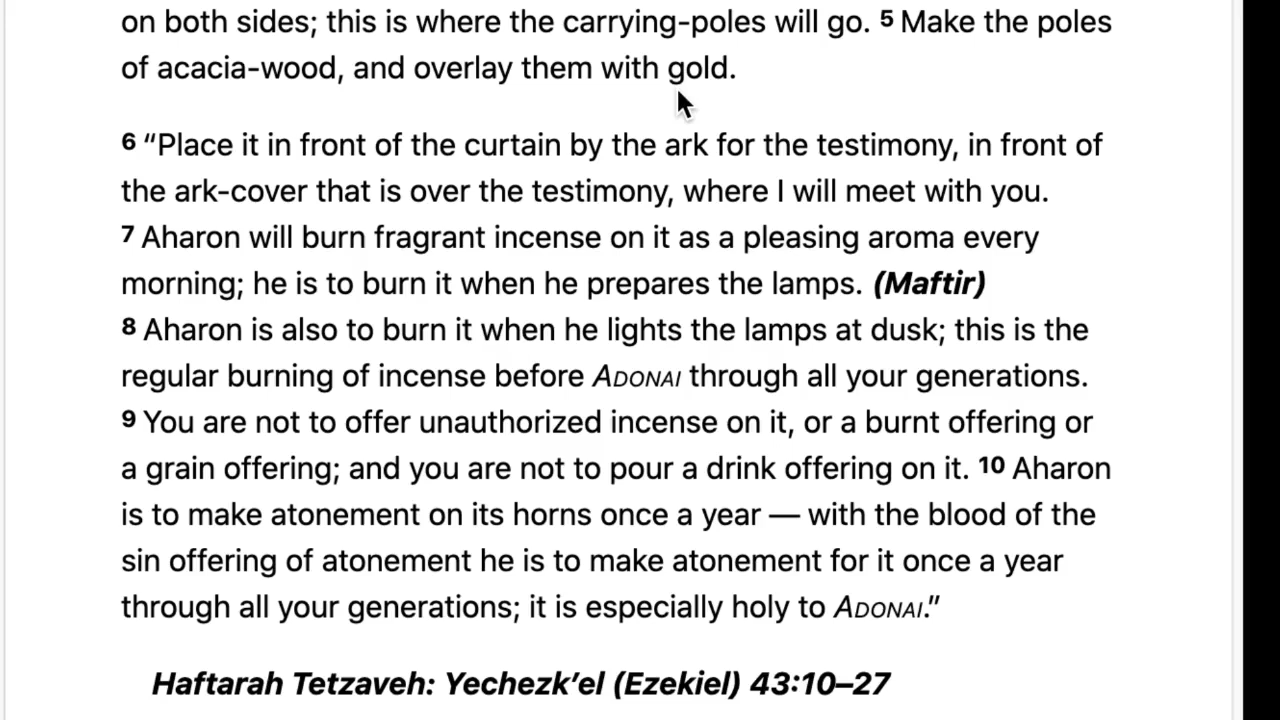 on both sides; this is where the carrying-poles will go. 5 Make the poles
of acacia-wood, and overlay them with gold.
6 “Place it in front of the curtain by the ark for the testimony, in front of
the ark-cover that is over the testimony, where I will meet with you.
7 Aharon will burn fragrant incense on it as a pleasing aroma every
morning; he is to burn it when he prepares the lamps. (Maftir)
8 Aharon is also to burn it when he lights the lamps at dusk; this is the
regular burning of incense before ADONAI through all your generations.
9 You are not to offer unauthorized incense on it, or a burnt offering or
a grain offering; and you are not to pour a drink offering on it. 10 Aharon
is to make atonement on its horns once a year — with the blood of the
sin offering of atonement he is to make atonement for it once a year
through all your generations; it is especially holy to ADONAI.”
Haftarah Tetzaveh: Yechezk’el (Ezekiel) 43:10–27